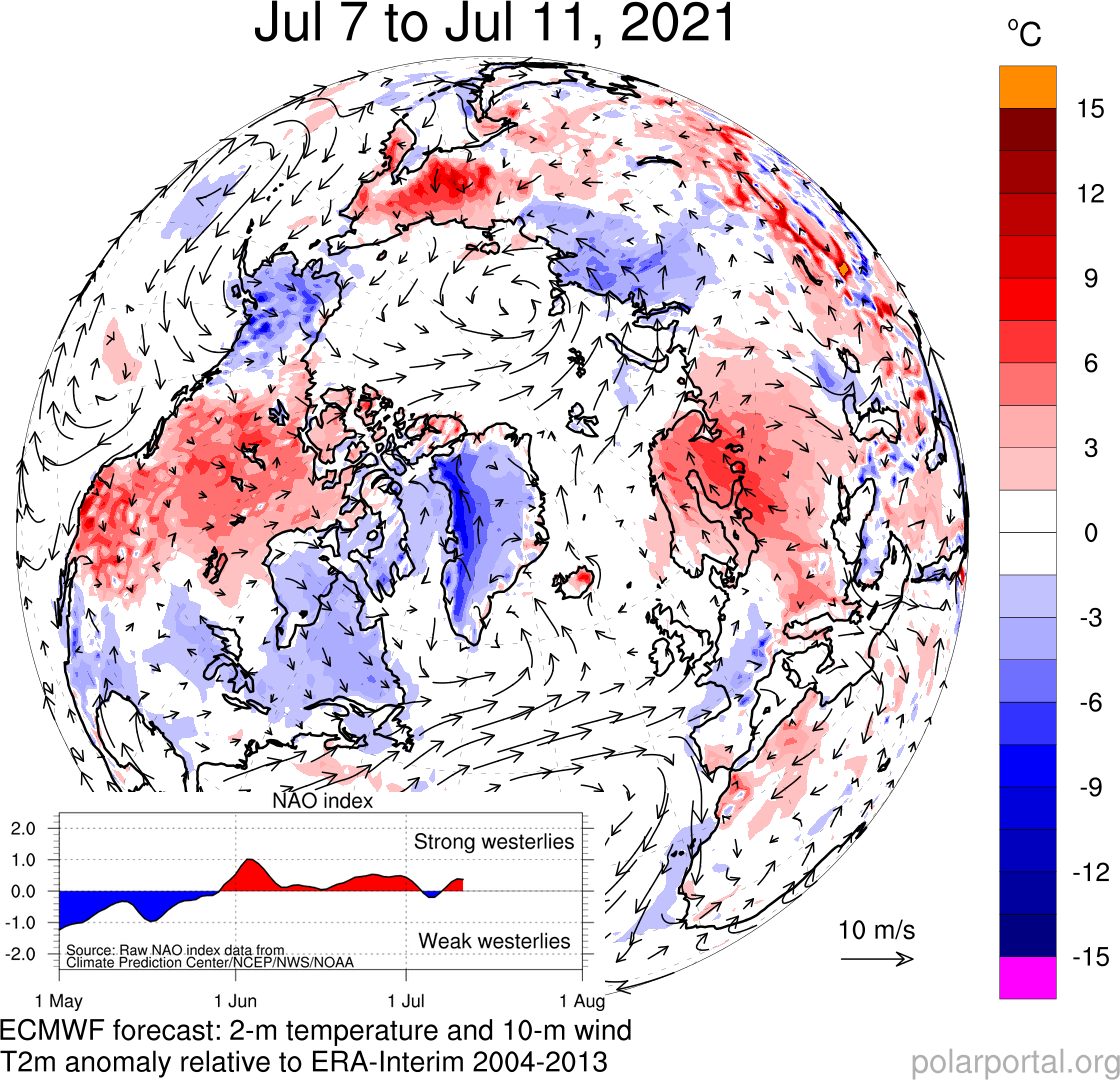 Jul 7 to Jul 11, 2021
oC
15
12
9
6
3
0
-3
-6
-9
-12
-15
10 m/s
NAO index
2.0
1.0
0.0
-1.0
-2.0
Strong westerlies
Weak westerlies
Source: Raw NAO index data from
Climate Prediction Center/NCEP/NWS/NOAA
1 May 1 Jun 1 Jul 1 Aug
ECMWF forecast: 2-m temperature and 10-m wind
T2m anomaly relative to ERA-Interim 2004-2013
polarportal.org